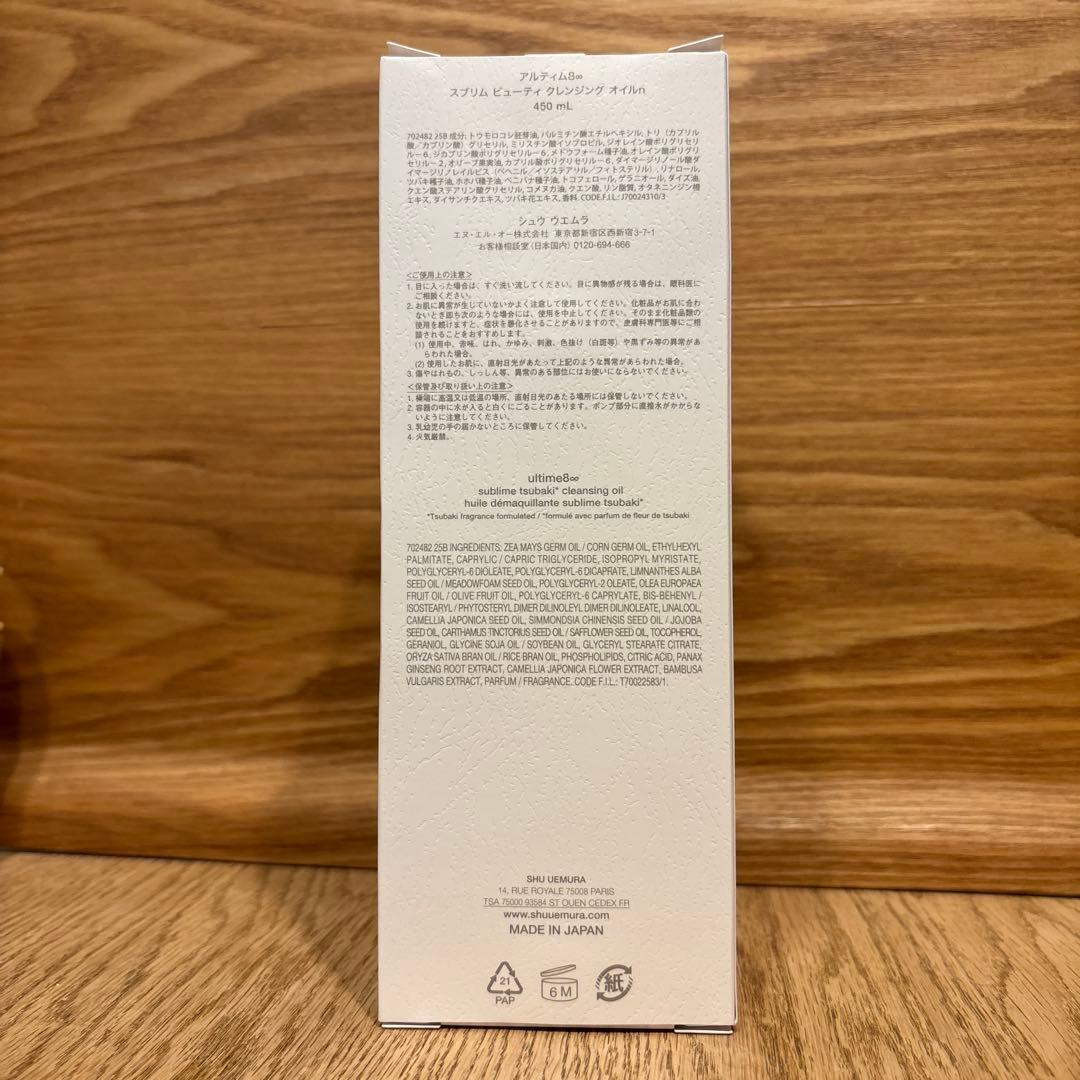 アルティム8∞
スブリム ビューティ クレンジング オイルn
450 mL
702482 25B 成分: トウモロコシ胚芽油, パルミチン酸エチルヘキシル, トリ (カプリル
酸／カプリン酸) グリセリル, ミリスチン酸イソプロピル, ジオレイン酸ポリグリセリ
ル－6, ジカプリン酸ポリグリセリル－6, メドウフォーム種子油, オレイン酸ポリグリ
セリル－2, オリーブ果実油, カプリル酸ポリグリセリル－6, ダイマージリノール酸ダ
イマージリノレイルビス (ベヘニル／イソステアリル／フィトステリル) , リナロール,
ツバキ種子油, ホホバ種子油, ベニバナ種子油, トコフェロール, ゲラニオール, ダイズ油,
クエン酸ステアリン酸グリセリル, コメヌカ油, クエン酸, リン脂質, オタネニンジン根
エキス, ダイサンチクエキス, ツバキ花エキス, 香料. CODE.F.I.L.: J70024310/3
シュウ ウエムラ
エヌ・エル・オー株式会社 東京都新宿区西新宿3-7-1
お客様相談室 (日本国内) 0120-694-666
<ご使用上の注意>
1. 目に入った場合は、すぐ洗い流してください。目に異物感が残る場合は、眼科医に
ご相談ください。
2. お肌に異常が生じていないかよく注意して使用してください。化粧品がお肌に合わ
ないとき即ち次のような場合には、使用を中止してください。そのまま化粧品類の
使用を続けますと、症状を悪化させることがありますので、皮膚科専門医等にご相
談されることをおすすめします。
(1) 使用中、赤味、はれ、かゆみ、刺激、色抜け (白斑等) や黒ずみ等の異常があ
らわれた場合。
(2) 使用したお肌に、直射日光があたって上記のような異常があらわれた場合。
3. 傷やはれもの、しっしん等、異常のある部位にはお使いにならないでください。
<保管及び取り扱い上の注意>
1. 極端に高温又は低温の場所、直射日光のあたる場所には保管しないでください。
2. 容器の中に水が入ると白くにごることがあります。ポンプ部分に直接水がかからな
いように注意してください。
3. 乳幼児の手の届かないところに保管してください。
4. 火気厳禁。
ultime8∞
sublime tsubaki* cleansing oil
huile démaquillante sublime tsubaki*
*Tsubaki fragrance formulated / *formulé avec parfum de fleur de tsubaki
702482 25B INGREDIENTS: ZEA MAYS GERM OIL / CORN GERM OIL, ETHYLHEXYL
PALMITATE, CAPRYLIC / CAPRIC TRIGLYCERIDE, ISOPROPYL MYRISTATE,
POLYGLYCERYL-6 DIOLEATE, POLYGLYCERYL-6 DICAPRATE, LIMNANTHES ALBA
SEED OIL / MEADOWFOAM SEED OIL, POLYGLYCERYL-2 OLEATE, OLEA EUROPAEA
FRUIT OIL / OLIVE FRUIT OIL, POLYGLYCERYL-6 CAPRYLATE, BIS-BEHENYL /
ISOSTEARYL / PHYTOSTERYL DIMER DILINOLEYL DIMER DILINOLEATE, LINALOOL,
CAMELLIA JAPONICA SEED OIL, SIMMONDSIA CHINENSIS SEED OIL / JOJOBA
SEED OIL, CARTHAMUS TINCTORIUS SEED OIL / SAFFLOWER SEED OIL, TOCOPHEROL,
GERANIOL, GLYCINE SOJA OIL / SOYBEAN OIL, GLYCERYL STEARATE CITRATE,
ORYZA SATIVA BRAN OIL / RICE BRAN OIL, PHOSPHOLIPIDS, CITRIC ACID, PANAX
GINSENG ROOT EXTRACT, CAMELLIA JAPONICA FLOWER EXTRACT, BAMBUSA
VULGARIS EXTRACT, PARFUM / FRAGRANCE. CODE F.I.L.: T70022583/1.
SHU UEMURA
14, RUE ROYALE 75008 PARIS
TSA 75000 93584 ST OUEN CEDEX FR
www.shuuemura.com
MADE IN JAPAN
21
PAP
6 M
紙